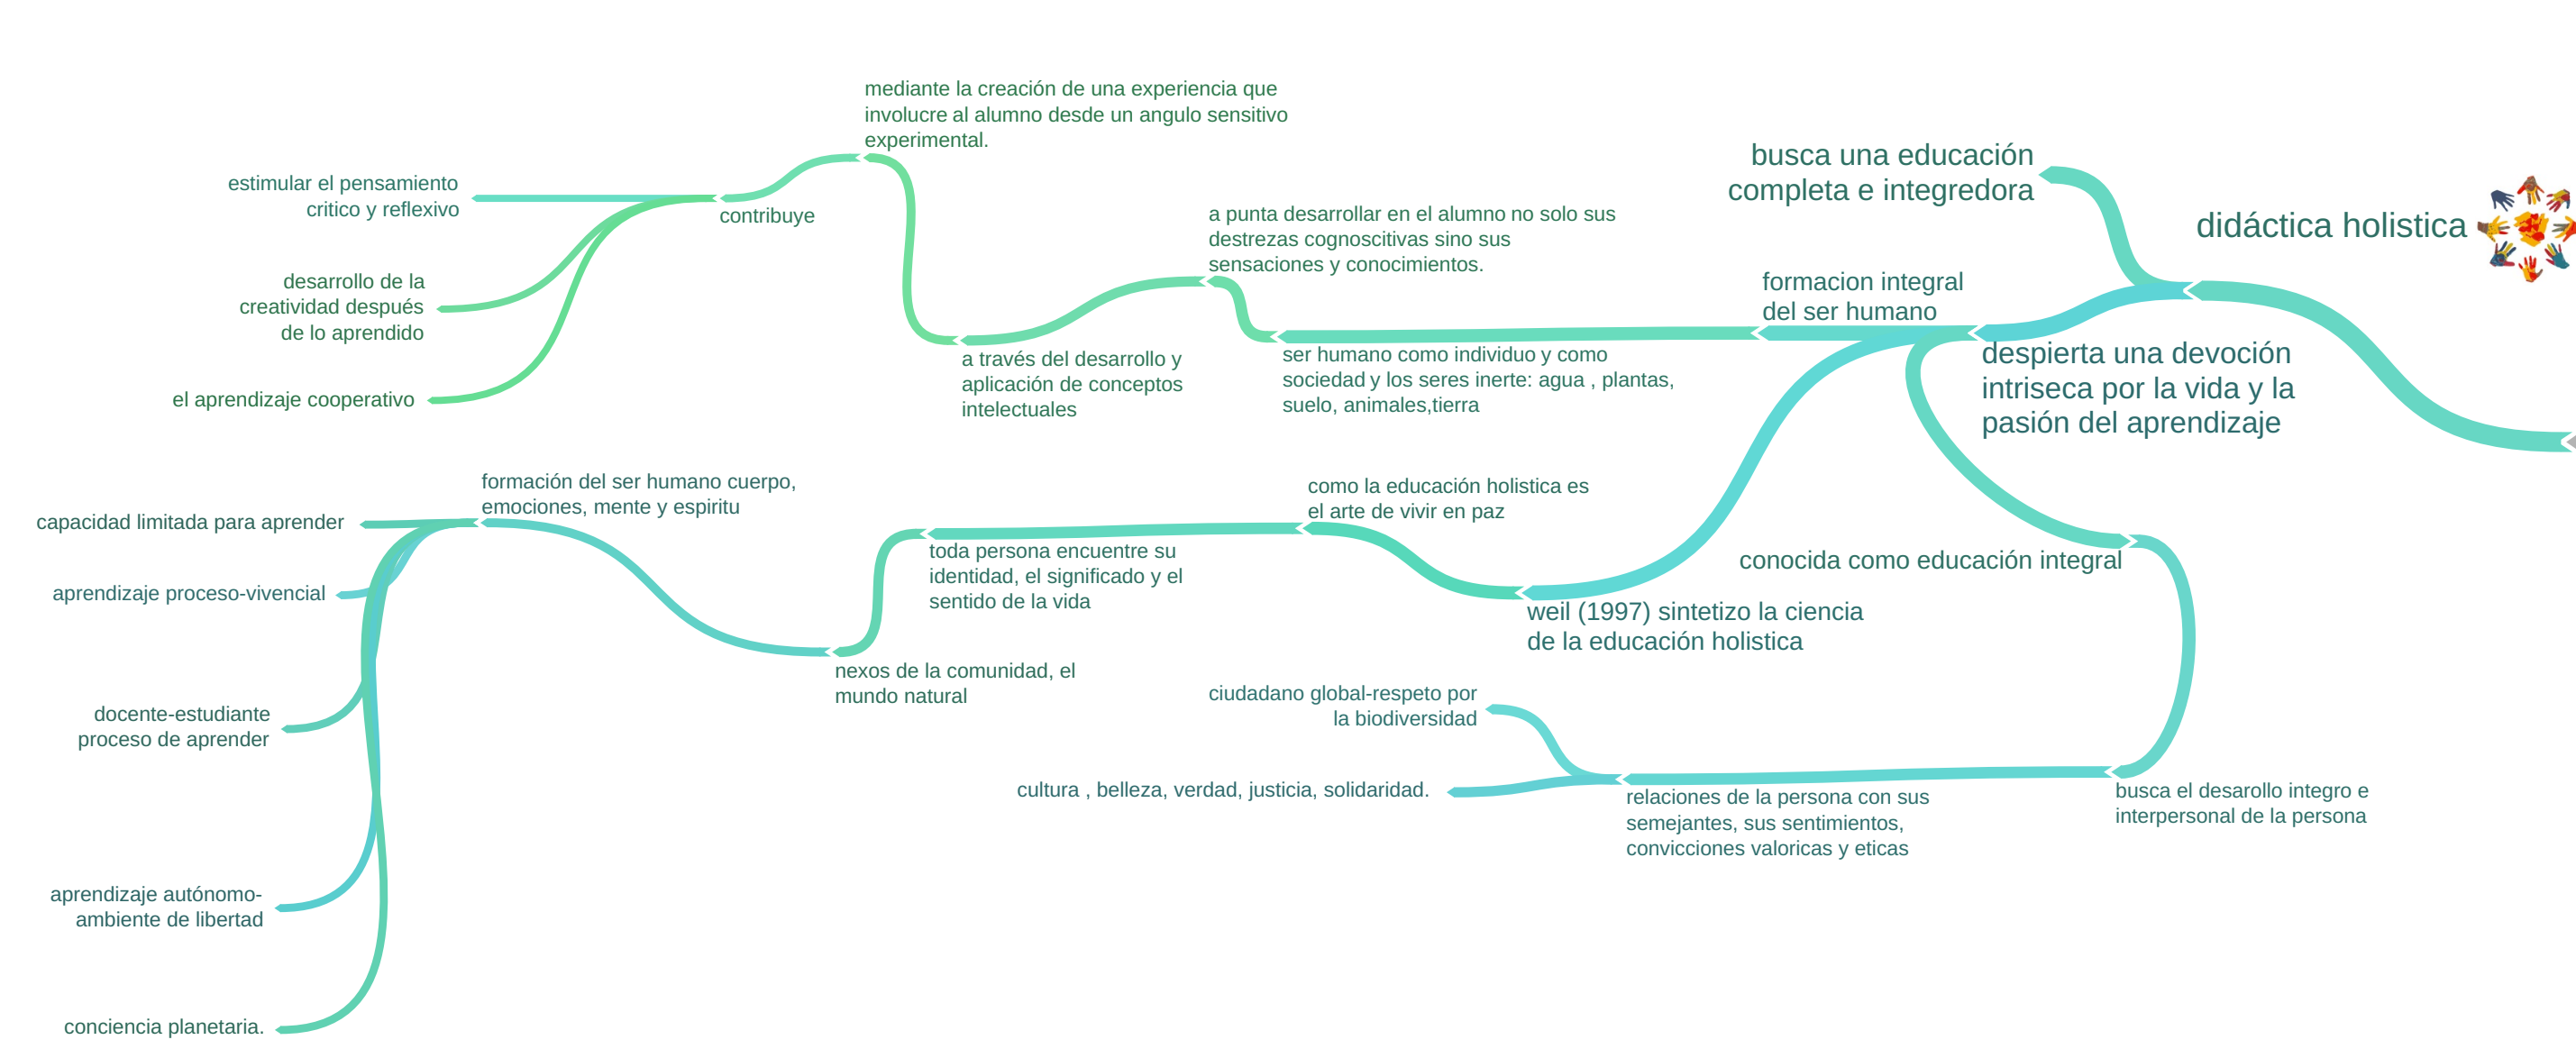 didáctica holistica
busca una educación
completa e integredora
despierta una devoción
intriseca por la vida y la
pasión del aprendizaje
formacion integral
del ser humano
ser humano como individuo y como
sociedad y los seres inerte: agua , plantas,
suelo, animales,tierra
a punta desarrollar en el alumno no solo sus
destrezas cognoscitivas sino sus
sensaciones y conocimientos.
a través del desarrollo y
aplicación de conceptos
intelectuales
mediante la creación de una experiencia que
involucre al alumno desde un angulo sensitivo
experimental.
contribuye
estimular el pensamiento
critico y reflexivo
desarrollo de la
creatividad después
de lo aprendido
el aprendizaje cooperativo
weil (1997) sintetizo la ciencia
de la educación holistica
como la educación holistica es
el arte de vivir en paz
toda persona encuentre su
identidad, el significado y el
sentido de la vida
nexos de la comunidad, el
mundo natural
formación del ser humano cuerpo,
emociones, mente y espiritu
capacidad limitada para aprender
aprendizaje proceso-vivencial
docente-estudiante
proceso de aprender
aprendizaje autónomo-
ambiente de libertad
conciencia planetaria.
conocida como educación integral
busca el desarollo integro e
interpersonal de la persona
relaciones de la persona con sus
semejantes, sus sentimientos,
convicciones valoricas y eticas
ciudadano global-respeto por
la biodiversidad
cultura , belleza, verdad, justicia, solidaridad.